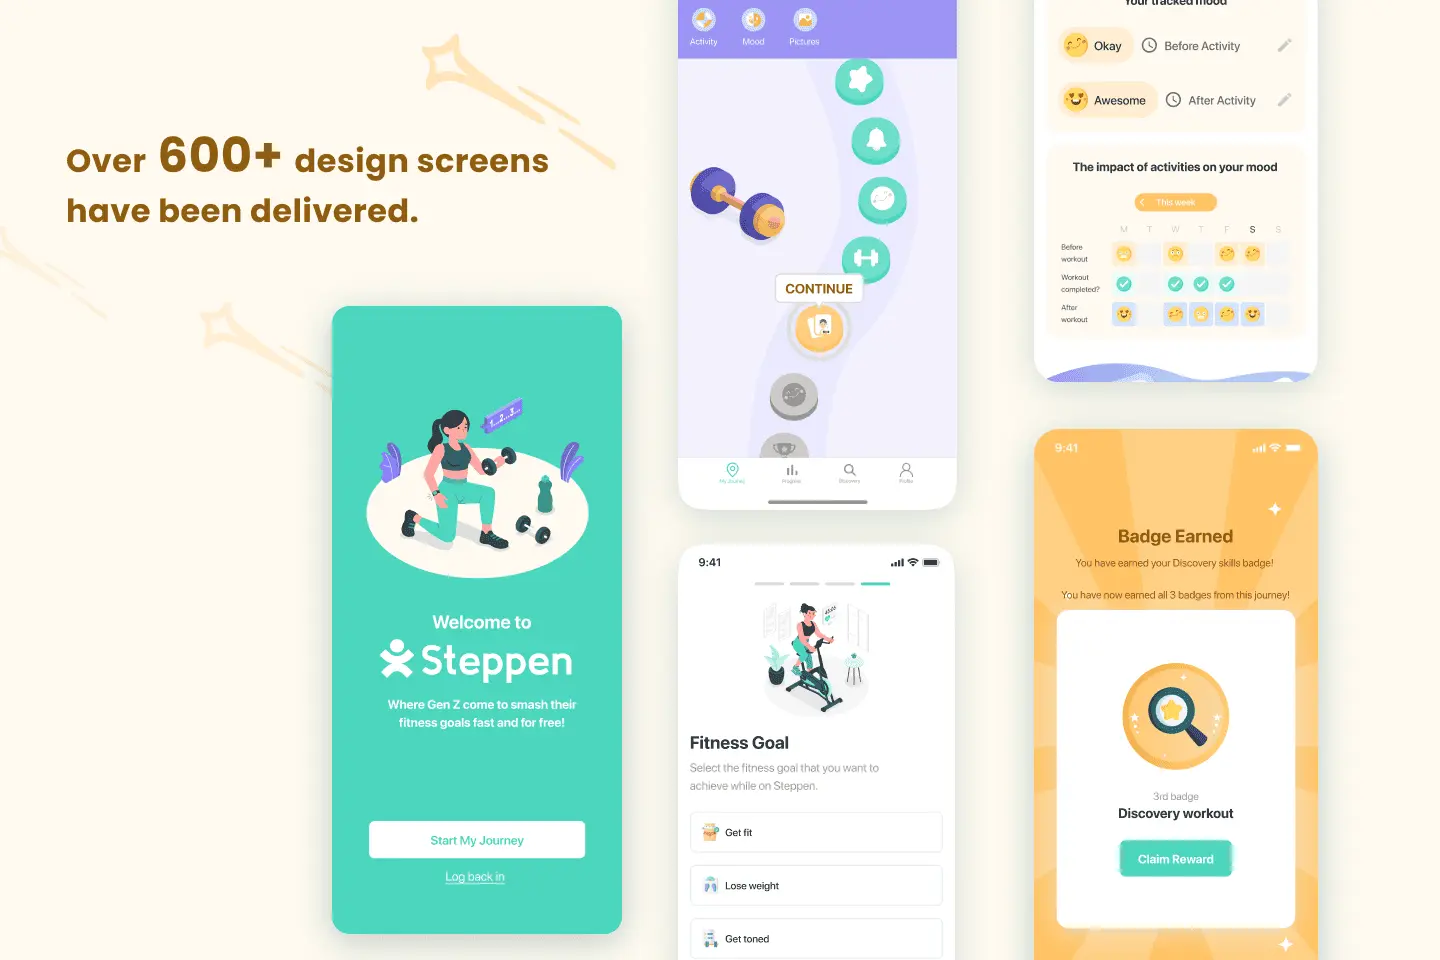 Over 600+ design screens
have been delivered.
1...2...3...
Welcome to
Steppen
Where Gen Z come to smash their
fitness goals fast and for free!
Start My Journey
Log back in
Activity
Mood
Pictures
CONTINUE
My Journey
Progress
Discovery
Profile
9:41
Fitness Goal
Select the fitness goal that you want to
achieve while on Steppen.
Get fit
Lose weight
Get toned
Your tracked mood
Okay
Before Activity
Awesome
After Activity
The impact of activities on your mood
This week
M T W T F S S
Before
workout
Workout
completed?
After
workout
9:41
Badge Earned
You have earned your Discovery skills badge!
You have now earned all 3 badges from this journey!
3rd badge
Discovery workout
Claim Reward